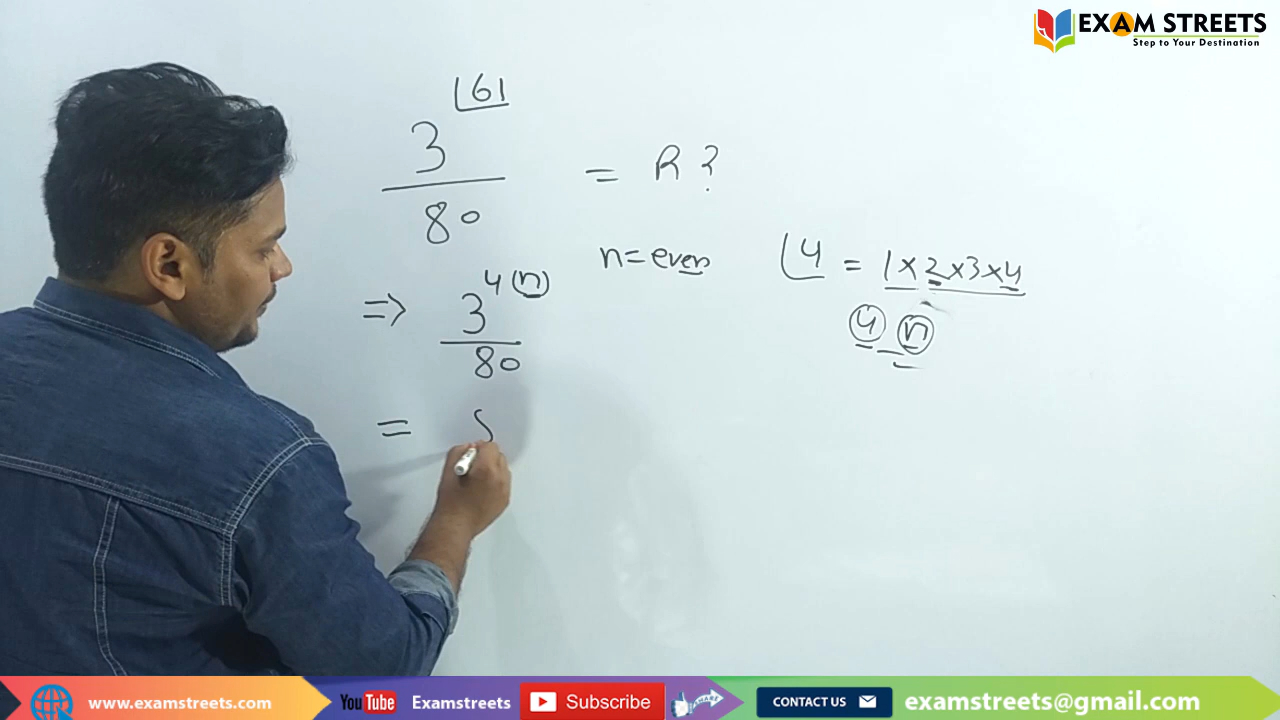 EXAM STREETS
Step to Your Destination
3^|61 / 80 = R ?
n = even
|4 = 1 × 2 × 3 × 4
4 n
=> 3^4(n) / 80
=
www.examstreets.com
YouTube Examstreets
Subscribe
SHARE
CONTACT US
examstreets@gmail.com